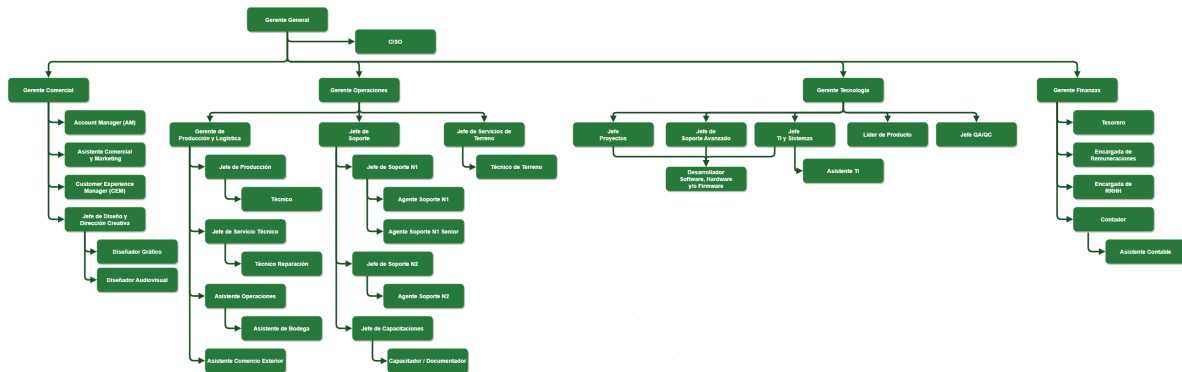 Gerente General
CISO
Gerente Comercial
Gerente Operaciones
Gerente Tecnología
Gerente Finanzas
Account Manager (AM)
Asistente Comercial
y Marketing
Customer Experience
Manager (CEM)
Jefe de Diseño y
Dirección Creativa
Diseñador Gráfico
Diseñador Audiovisual
Gerente de
Producción y Logística
Jefe de Producción
Técnico
Jefe de Servicio Técnico
Técnico Reparación
Asistente Operaciones
Asistente de Bodega
Asistente Comercio Exterior
Jefe de
Soporte
Jefe de Soporte N1
Agente Soporte N1
Agente Soporte N1 Senior
Jefe de Soporte N2
Agente Soporte N2
Jefe de Capacitaciones
Capacitador / Documentador
Jefe de Servicios de
Terreno
Técnico de Terreno
Jefe
Proyectos
Jefe de
Soporte Avanzado
Jefe
TI y Sistemas
Líder de Producto
Jefe QA/QC
Desarrollador
Software, Hardware
y/o Firmware
Asistente TI
Tesorero
Encargada de
Remuneraciones
Encargada de
RRHH
Contador
Asistente Contable